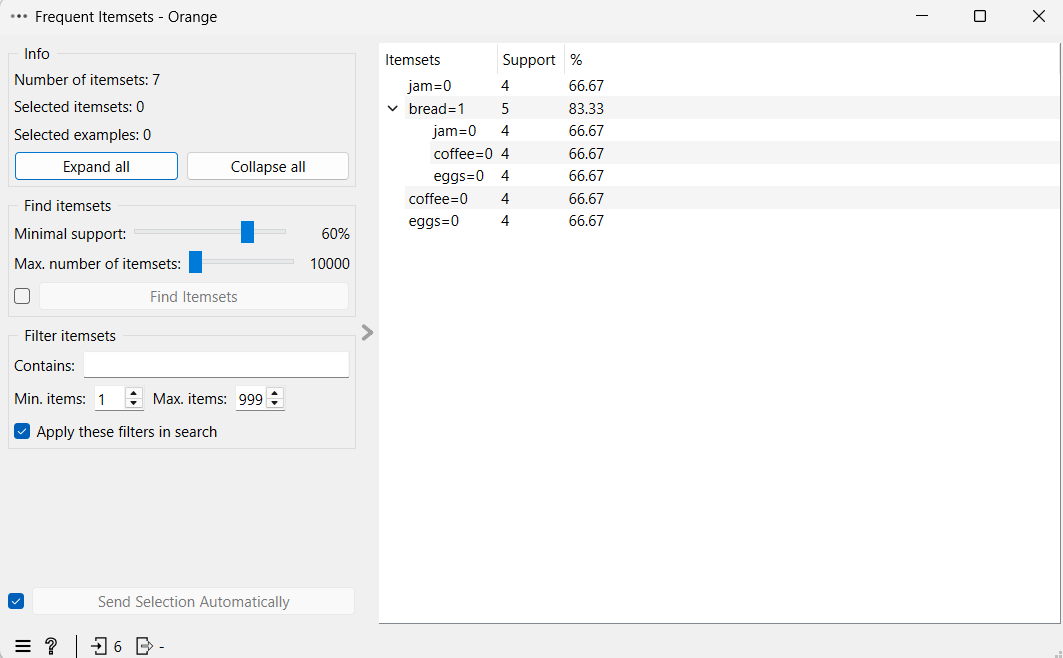 Frequent Itemsets - Orange
Info
Number of itemsets: 7
Selected itemsets: 0
Selected examples: 0
Expand all Collapse all
Find itemsets
Minimal support: 60%
Max. number of itemsets: 10000
Find Itemsets
Filter itemsets
Contains:
Min. items: 1 Max. items: 999
Apply these filters in search
Send Selection Automatically
? 6 -
Itemsets Support %
jam=0 4 66.67
bread=1 5 83.33
jam=0 4 66.67
coffee=0 4 66.67
eggs=0 4 66.67
coffee=0 4 66.67
eggs=0 4 66.67